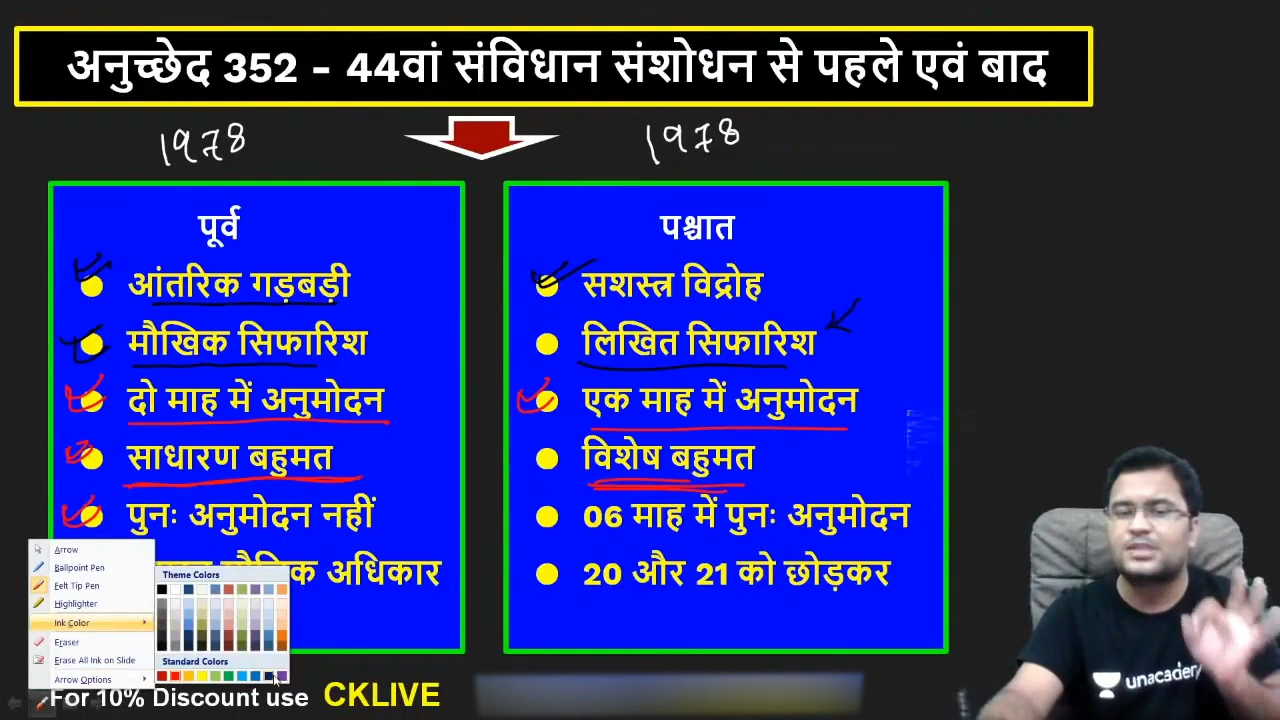 अनुच्छेद 352 - 44वां संविधान संशोधन से पहले एवं बाद
1978
1978
पूर्व
आंतरिक गड़बड़ी
मौखिक सिफारिश
दो माह में अनुमोदन
साधारण बहुमत
पुनः अनुमोदन नहीं
मौलिक अधिकार
पश्चात
सशस्त्र विद्रोह
लिखित सिफारिश
एक माह में अनुमोदन
विशेष बहुमत
06 माह में पुनः अनुमोदन
20 और 21 को छोड़कर
Arrow
Ballpoint Pen
Felt Tip Pen
Highlighter
Ink Color
Eraser
Erase All Ink on Slide
Arrow Options
Theme Colors
Standard Colors
For 10% Discount use CKLIVE
unacademy